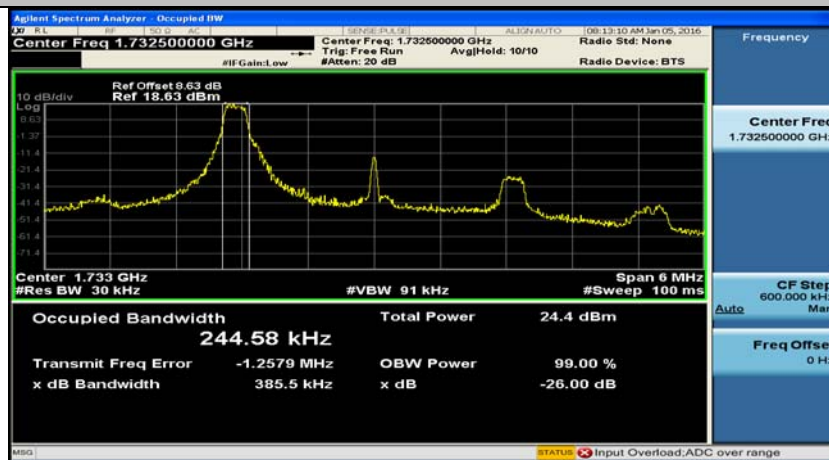 Agilent Spectrum Analyzer - Occupied BW
LXI RL RF 50 Ω AC SENSE:PULSE ALIGN AUTO 08:13:10 AM Jan 05, 2016
Center Freq 1.732500000 GHz
Center Freq: 1.732500000 GHz
Radio Std: None
Trig: Free Run Avg|Hold: 10/10
#IFGain:Low
#Atten: 20 dB
Radio Device: BTS
Frequency
Ref Offset 8.63 dB
10 dB/div Ref 18.63 dBm
Log
8.63
-1.37
-11.4
-21.4
-31.4
-41.4
-51.4
-61.4
-71.4
Center Freq
1.732500000 GHz
Center 1.733 GHz
Span 6 MHz
#Res BW 30 kHz
#VBW 91 kHz
#Sweep 100 ms
CF Step
600.000 kHz
Auto Man
Occupied Bandwidth
Total Power 24.4 dBm
244.58 kHz
Transmit Freq Error -1.2579 MHz
OBW Power 99.00 %
x dB Bandwidth 385.5 kHz
x dB -26.00 dB
Freq Offset
0 Hz
MSG
STATUS Input Overload;ADC over range